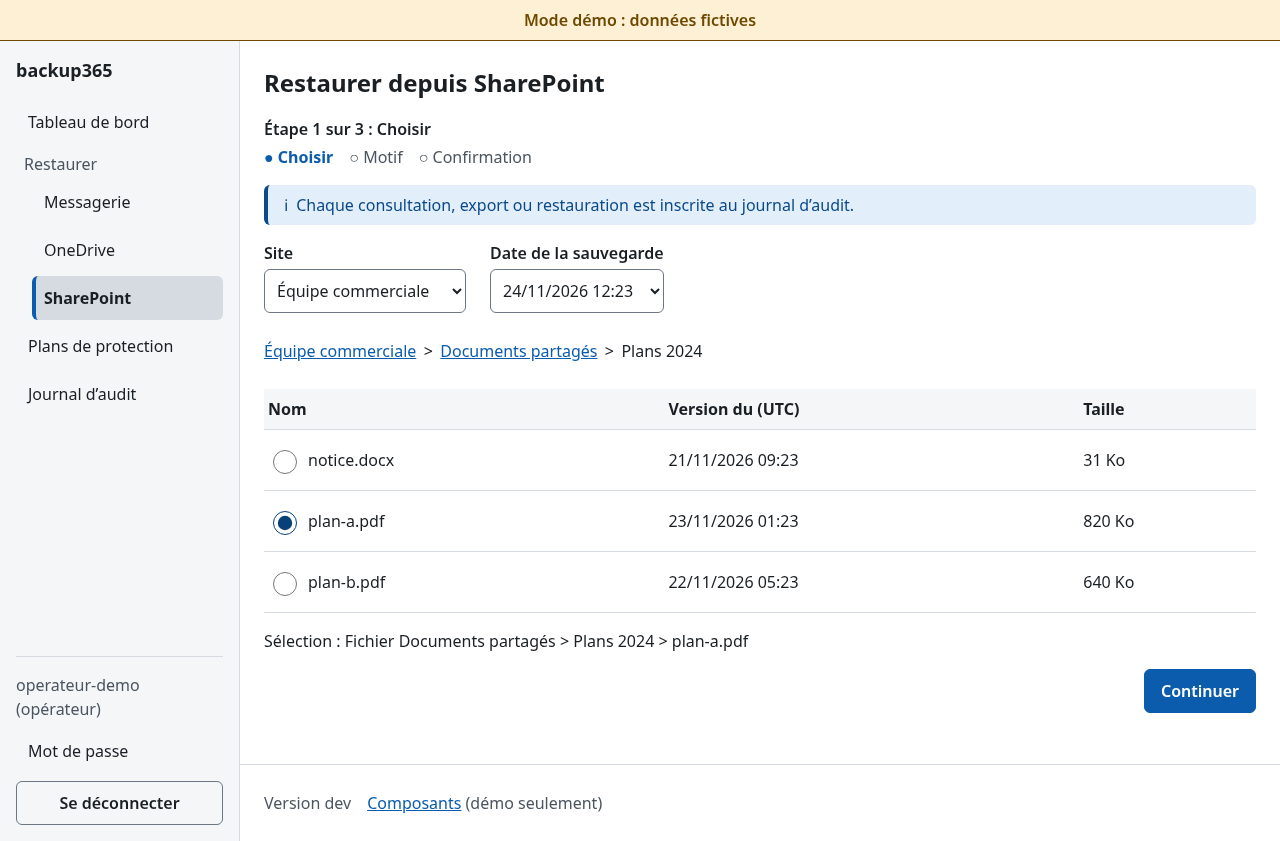 Mode démo : données fictives
backup365
Tableau de bord
Restaurer
Messagerie
OneDrive
SharePoint
Plans de protection
Journal d’audit
operateur-demo
(opérateur)
Mot de passe
Se déconnecter
Restaurer depuis SharePoint
Étape 1 sur 3 : Choisir
● Choisir ○ Motif ○ Confirmation
i Chaque consultation, export ou restauration est inscrite au journal d’audit.
Site Date de la sauvegarde
Équipe commerciale 24/11/2026 12:23
Équipe commerciale > Documents partagés > Plans 2024
Nom Version du (UTC) Taille
notice.docx 21/11/2026 09:23 31 Ko
plan-a.pdf 23/11/2026 01:23 820 Ko
plan-b.pdf 22/11/2026 05:23 640 Ko
Sélection : Fichier Documents partagés > Plans 2024 > plan-a.pdf
Continuer
Version dev Composants (démo seulement)